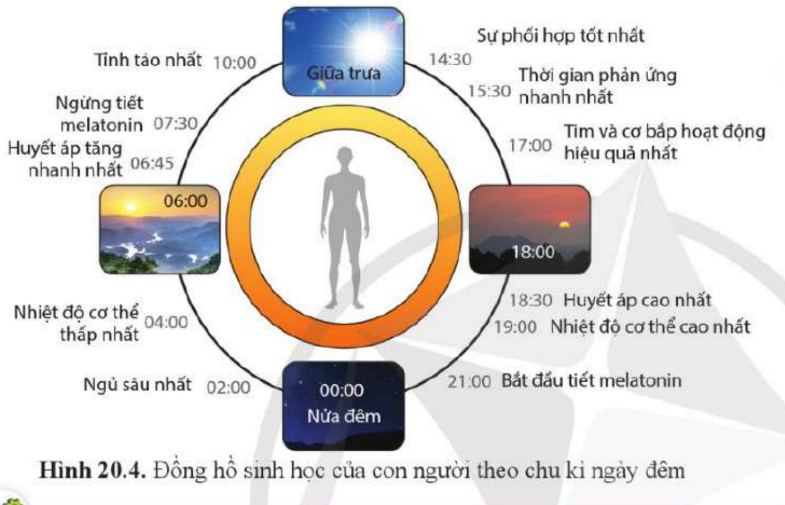 Giữa trưa
Tỉnh táo nhất 10:00
Ngừng tiết
melatonin 07:30
Huyết áp tăng
nhanh nhất 06:45
06:00
Nhiệt độ cơ thể
thấp nhất 04:00
Ngủ sâu nhất 02:00
00:00
Nửa đêm
14:30 Sự phối hợp tốt nhất
15:30 Thời gian phản ứng
nhanh nhất
17:00 Tim và cơ bắp hoạt động
hiệu quả nhất
18:00
18:30 Huyết áp cao nhất
19:00 Nhiệt độ cơ thể cao nhất
21:00 Bắt đầu tiết melatonin
Hình 20.4. Đồng hồ sinh học của con người theo chu kì ngày đêm